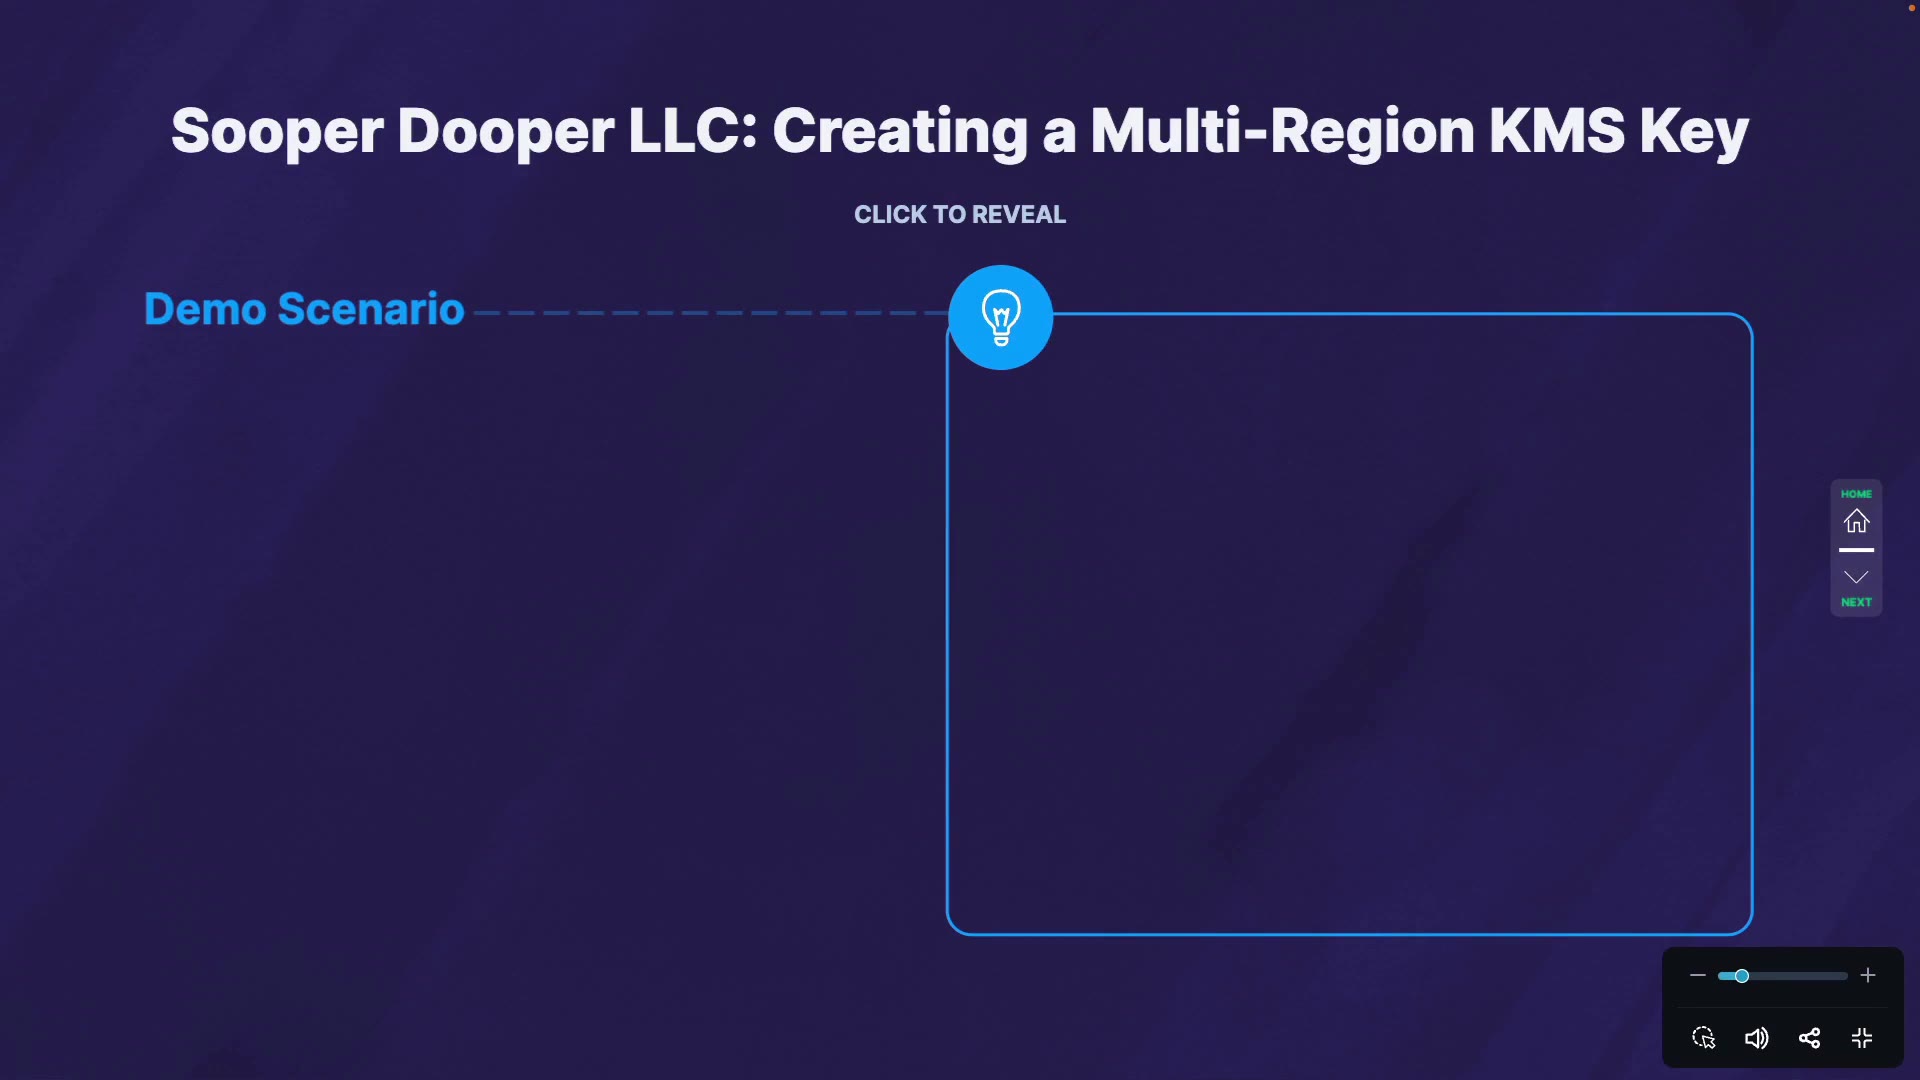 Sooper Dooper LLC: Creating a Multi-Region KMS Key
CLICK TO REVEAL
Demo Scenario
HOME
NEXT